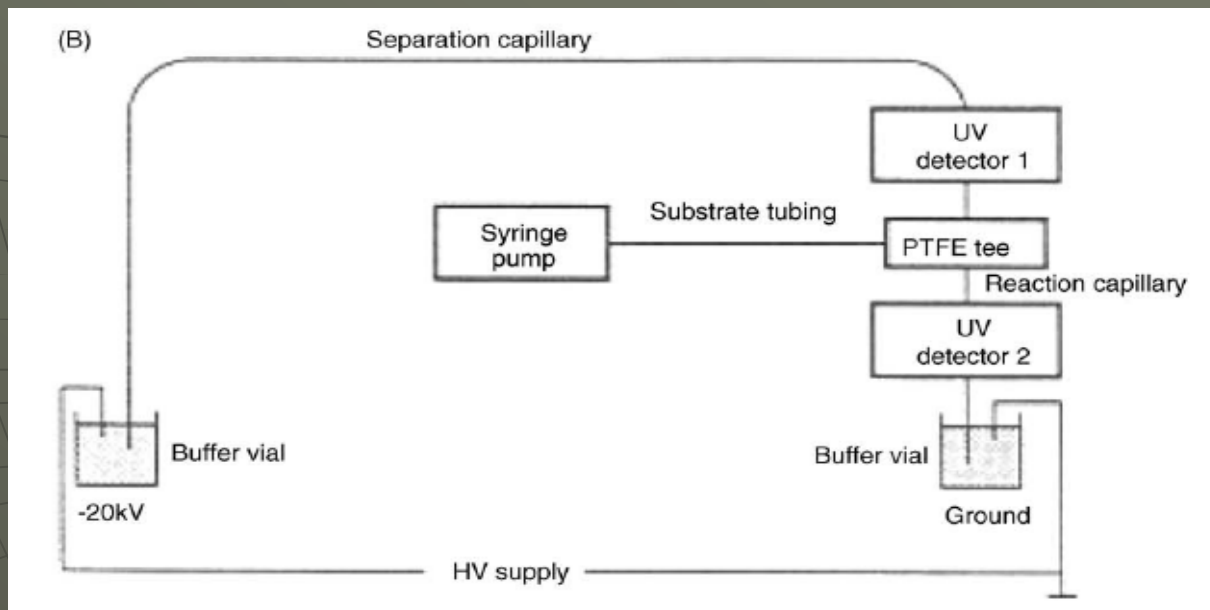 (B)
Separation capillary
UV
detector 1
Substrate tubing
Syringe
pump
PTFE tee
Reaction capillary
UV
detector 2
Buffer vial
Buffer vial
-20kV
Ground
HV supply